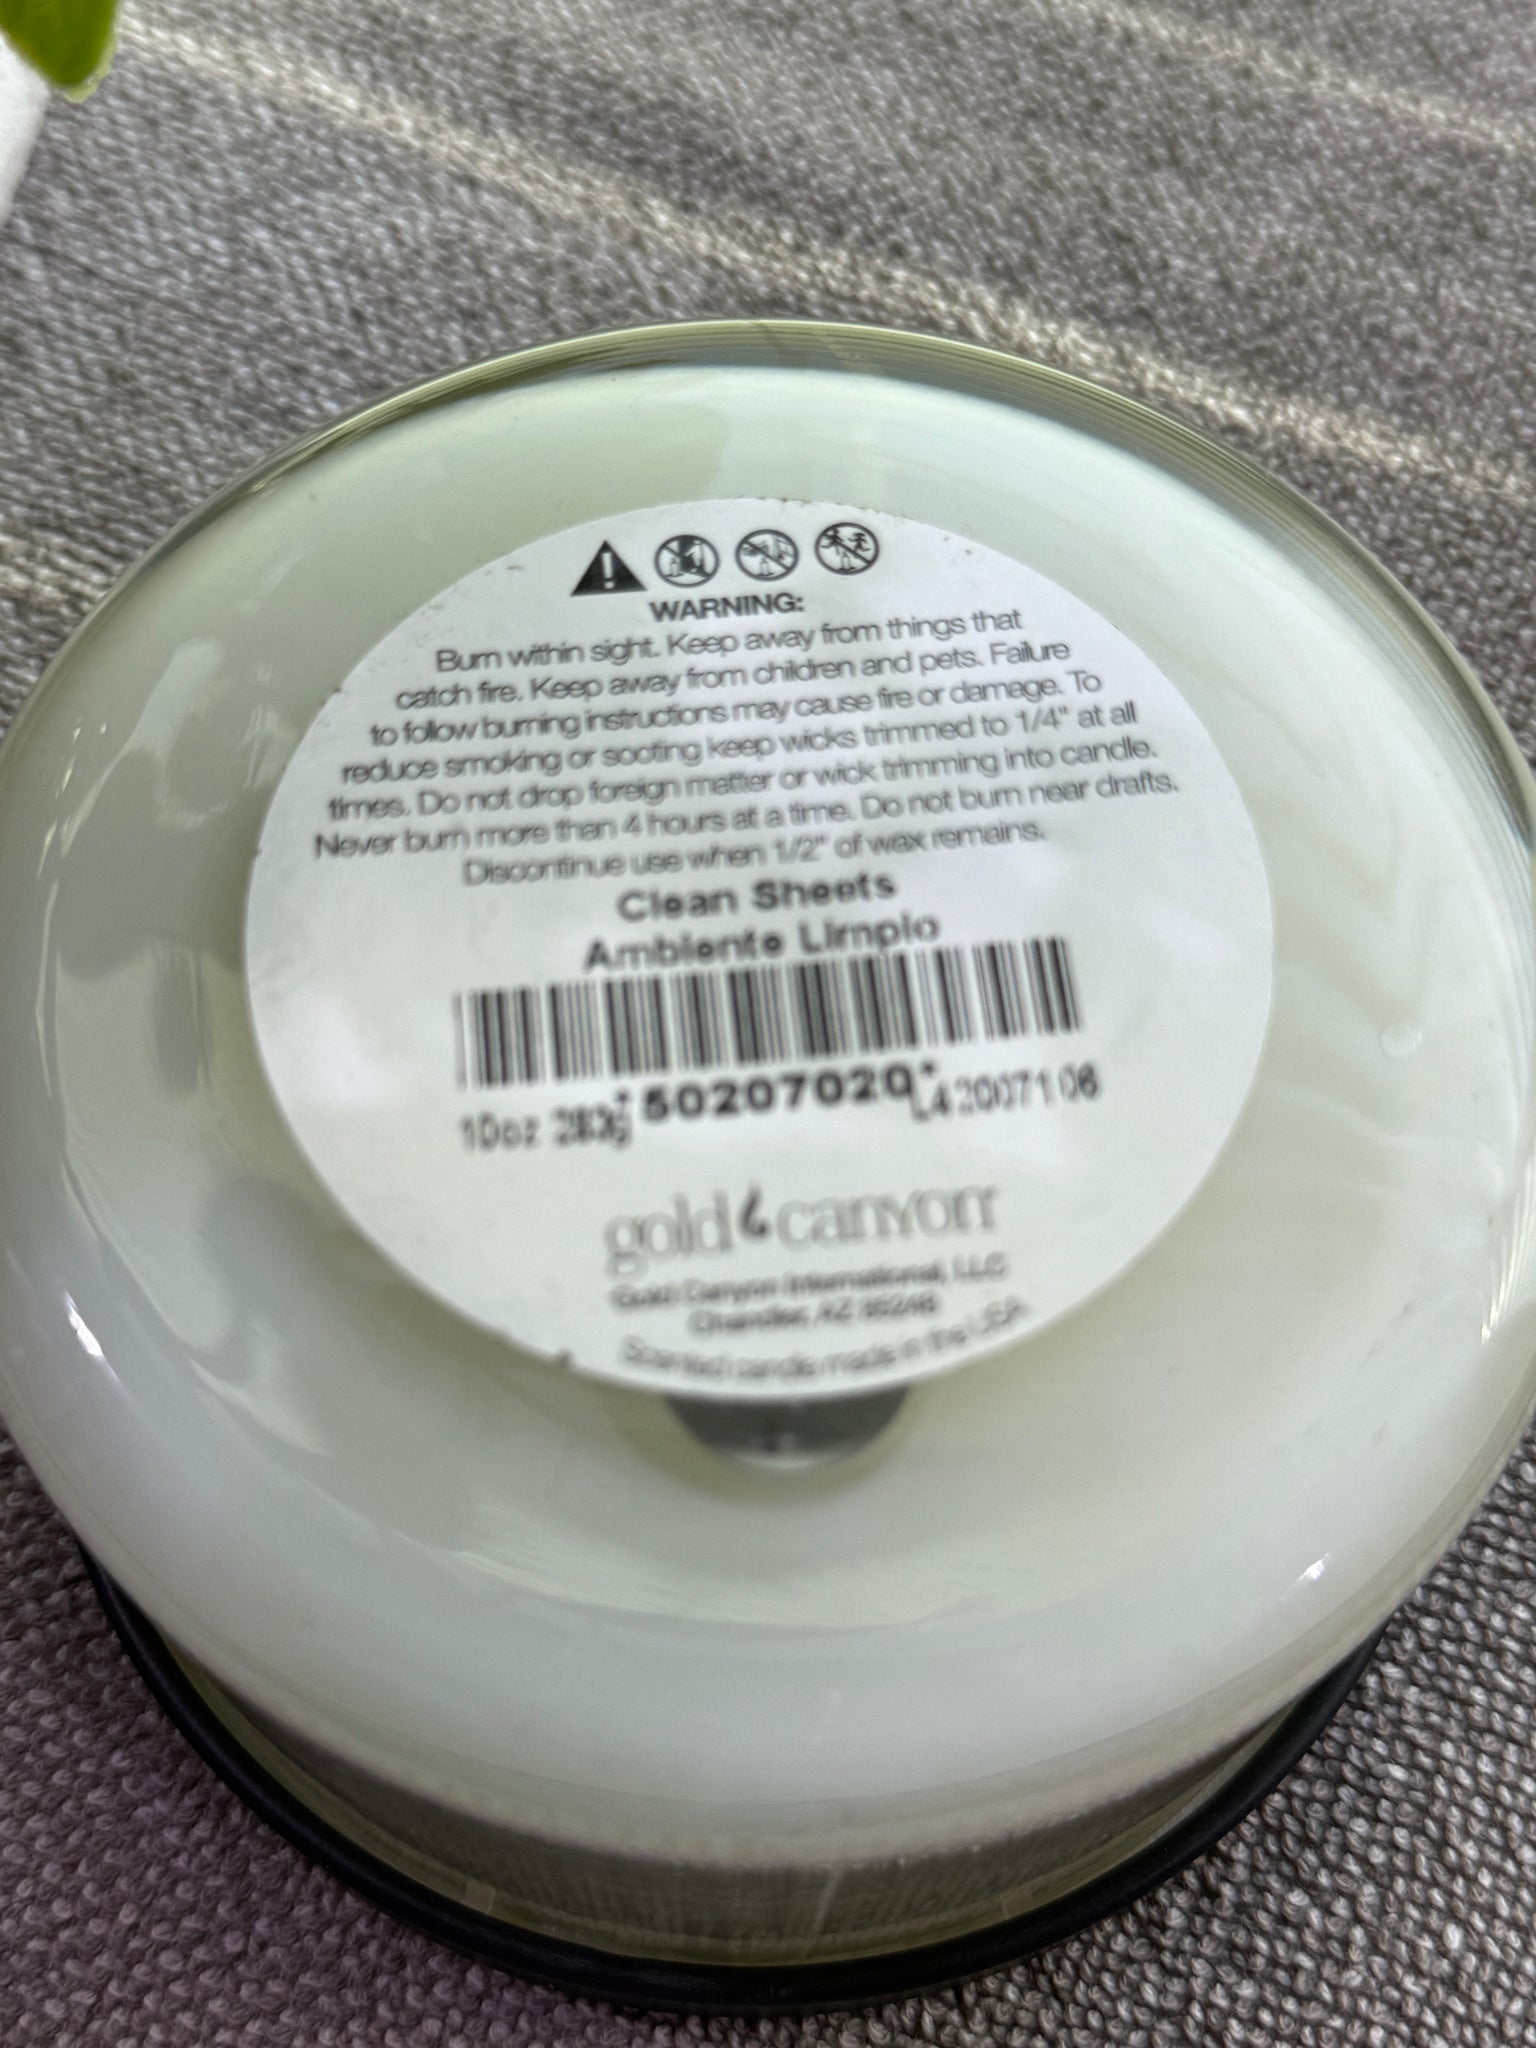 WARNING:
Burn within sight. Keep away from things that
catch fire. Keep away from children and pets. Failure
to follow burning instructions may cause fire or damage. To
reduce smoking or sooting keep wicks trimmed to 1/4" at all
times. Do not drop foreign matter or wick trimming into candle.
Never burn more than 4 hours at a time. Do not burn near drafts.
Discontinue use when 1/2" of wax remains.
Clean Sheets
Ambiente Limpio
10oz 283g *50207020* L42007106
gold canyon
Gold Canyon International, LLC
Chandler, AZ
Scented candle made in the USA